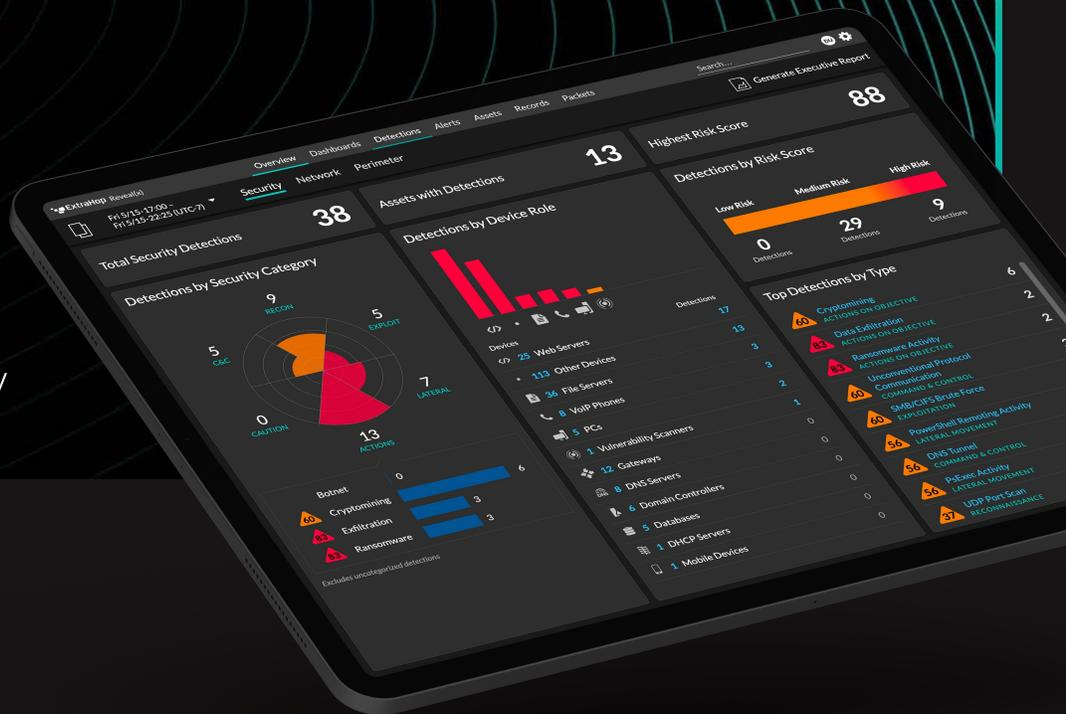 ExtraHop Reveal(x)
Overview Dashboards Detections Alerts Assets Records Packets
Search...
Fri 5/15-17:00 –
Fri 5/15-22:25 (UTC-7)
Security Network Perimeter
Generate Executive Report
Total Security Detections 38
Assets with Detections 13
Highest Risk Score 88
Detections by Security Category
9
RECON
5
EXPLOIT
7
LATERAL
13
ACTIONS
0
CAUTION
5
C&C
Botnet 0
60 Cryptomining 6
83 Exfiltration 3
83 Ransomware 3
Excludes uncategorized detections
Detections by Device Role
Devices Detections
25 Web Servers 17
113 Other Devices 13
36 File Servers 3
8 VoIP Phones 3
5 PCs 2
1 Vulnerability Scanners 1
12 Gateways 0
8 DNS Servers 0
6 Domain Controllers 0
5 Databases 0
1 DHCP Servers 0
1 Mobile Devices
Detections by Risk Score
Low Risk Medium Risk High Risk
0 29 9
Detections Detections Detections
Top Detections by Type
60 Cryptomining 6
ACTIONS ON OBJECTIVE
83 Data Exfiltration 2
ACTIONS ON OBJECTIVE
83 Ransomware Activity 2
ACTIONS ON OBJECTIVE
60 Unconventional Protocol
Communication
COMMAND & CONTROL
60 SMB/CIFS Brute Force
EXPLOITATION
56 PowerShell Remoting Activity
LATERAL MOVEMENT
56 DNS Tunnel
COMMAND & CONTROL
56 PsExec Activity
LATERAL MOVEMENT
37 UDP Port Scan
RECONNAISSANCE